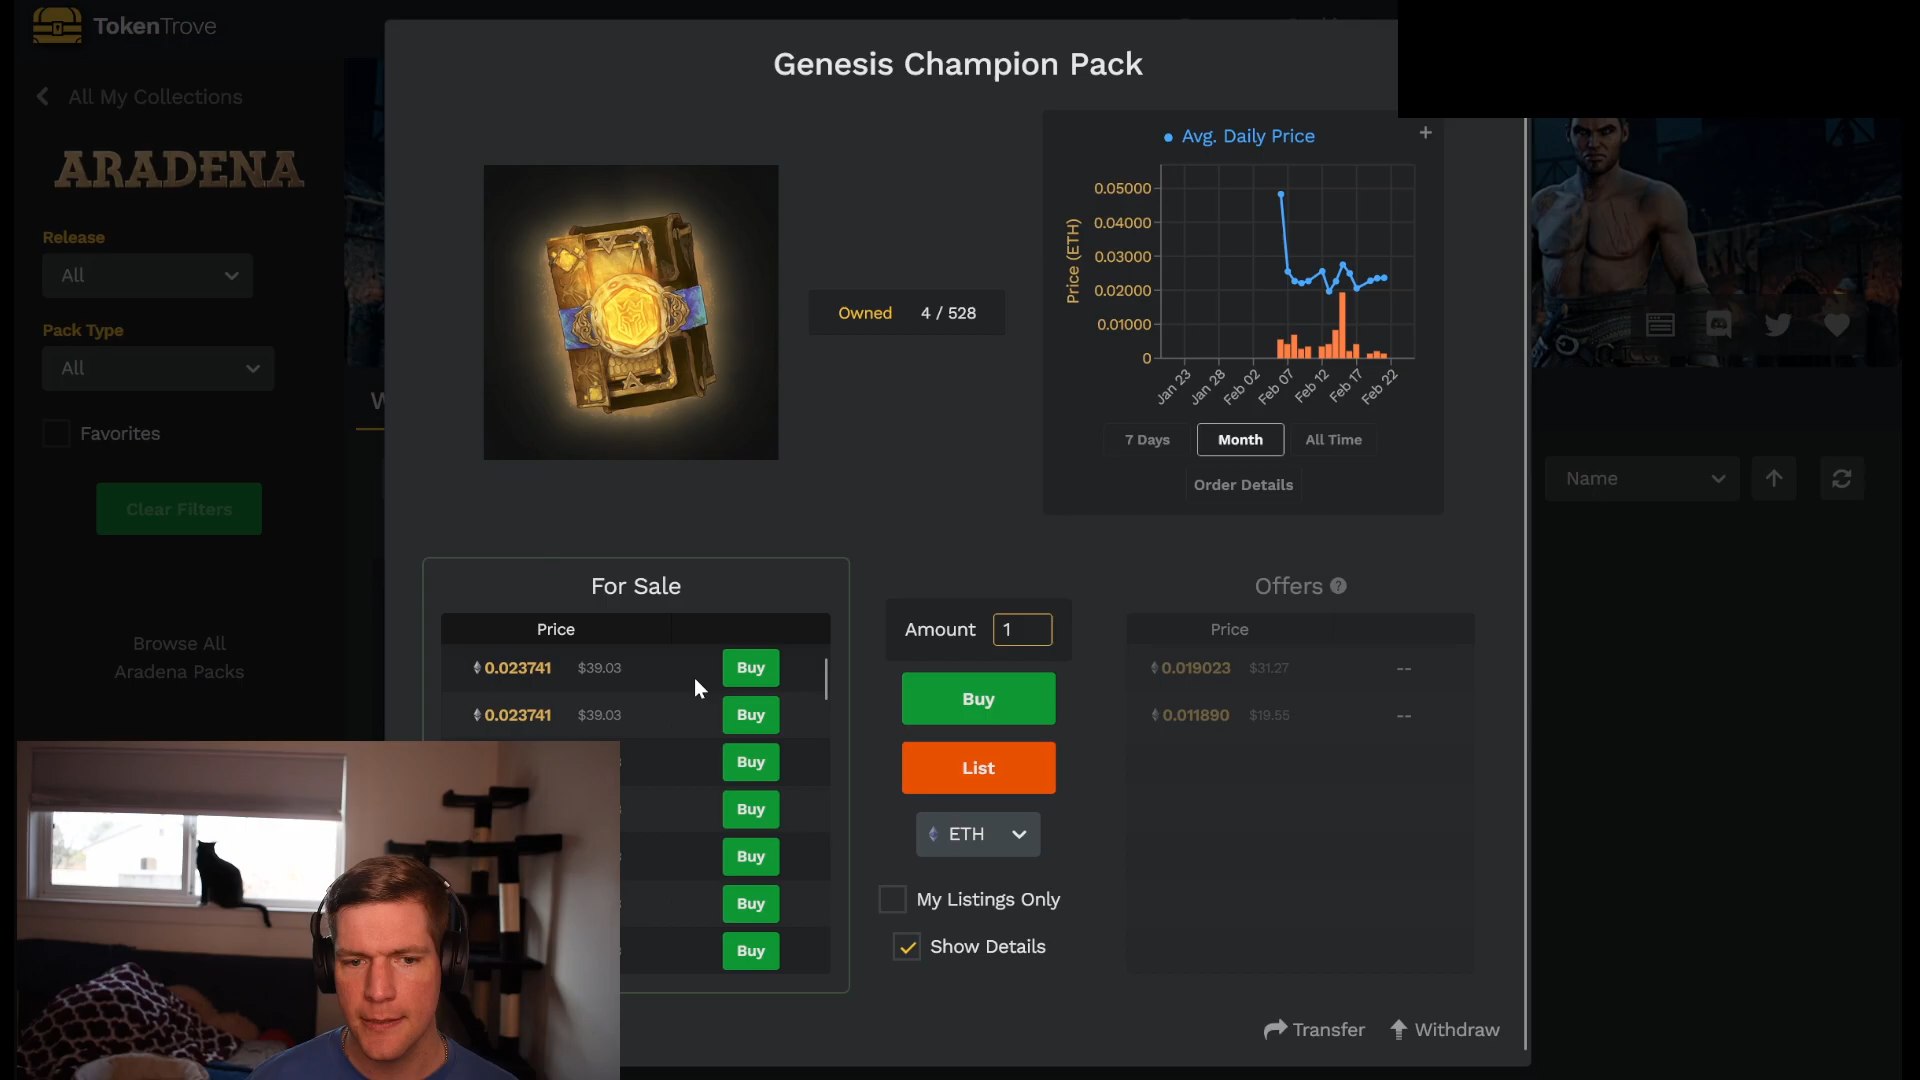 TokenTrove
Genesis Champion Pack
All My Collections
ARADENA
Release
All
Pack Type
All
Favorites
Clear Filters
Browse All
Aradena Packs
Owned 4 / 528
Avg. Daily Price
+
Price (ETH)
0.05000
0.04000
0.03000
0.02000
0.01000
0
Jan 23
Jan 28
Feb 02
Feb 07
Feb 12
Feb 17
Feb 22
7 Days
Month
All Time
Order Details
Name
For Sale
Price
0.023741 $39.03 Buy
0.023741 $39.03 Buy
Buy
Buy
Buy
Buy
Buy
Amount 1
Buy
List
ETH
My Listings Only
Show Details
Offers ?
Price
0.019023 $31.27 --
0.011890 $19.55 --
Transfer
Withdraw